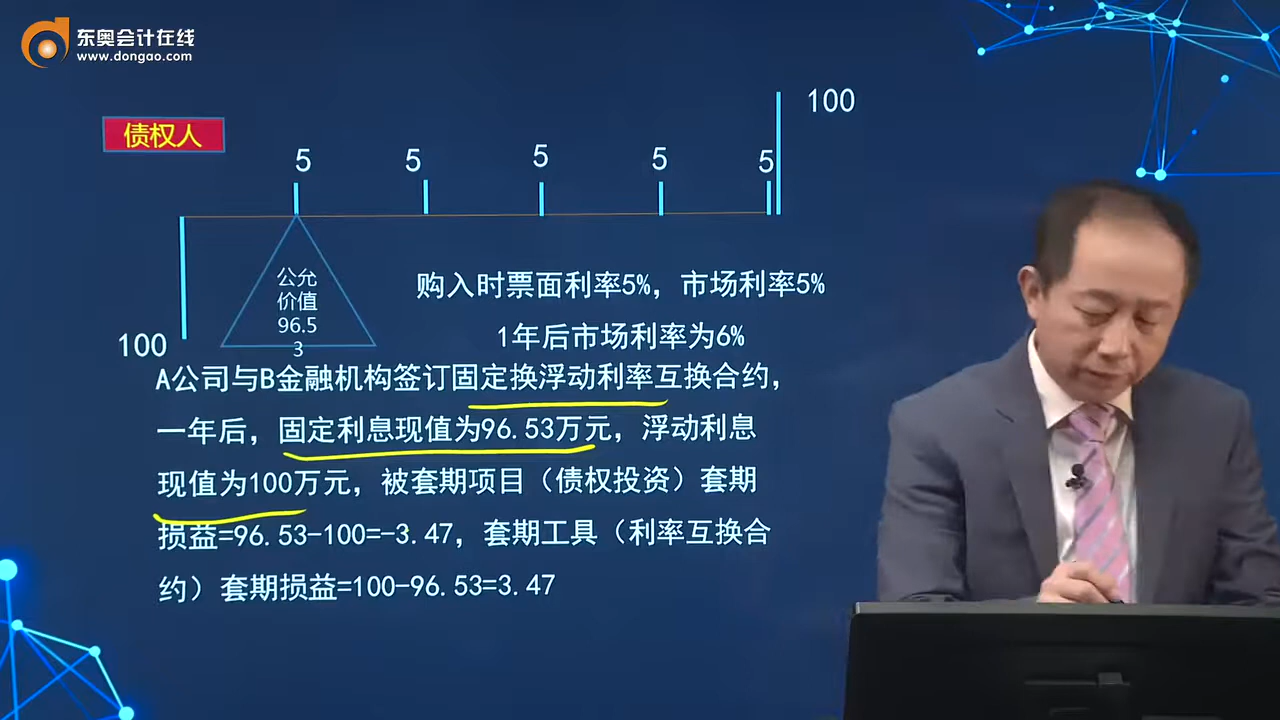 东奥会计在线
www.dongao.com
债权人
100
5 5 5 5 5
公允
价值
96.5
3
购入时票面利率5%，市场利率5%
1年后市场利率为6%
100
A公司与B金融机构签订固定换浮动利率互换合约，
一年后，固定利息现值为96.53万元，浮动利息
现值为100万元，被套期项目（债权投资）套期
损益=96.53-100=-3.47，套期工具（利率互换合
约）套期损益=100-96.53=3.47